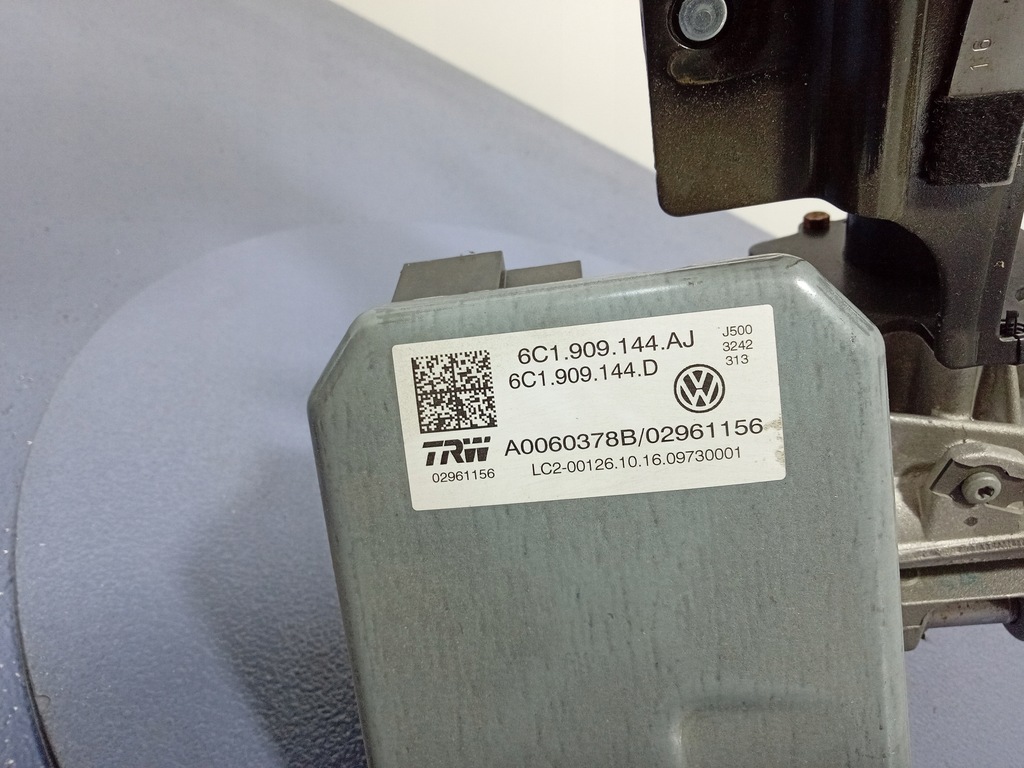 6C1.909.144.AJ
6C1.909.144.D
J500
3242
313
TRW
02961156
A0060378B/02961156
LC2-00126.10.16.09730001
16